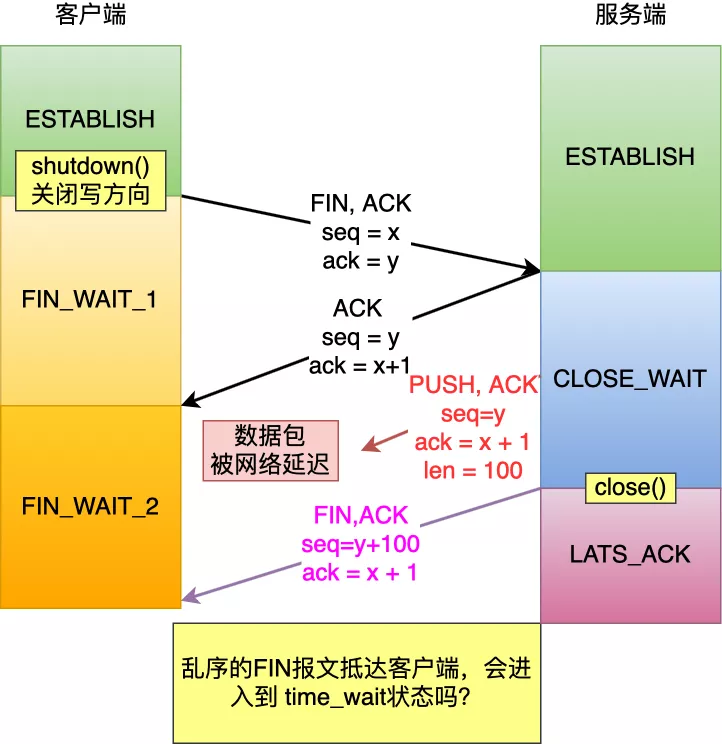 客户端
服务端
ESTABLISH
shutdown()
关闭写方向
ESTABLISH
FIN, ACK
seq = x
ack = y
FIN_WAIT_1
ACK
seq = y
ack = x+1
CLOSE_WAIT
PUSH, ACK
seq=y
ack = x + 1
len = 100
数据包
被网络延迟
FIN_WAIT_2
close()
FIN,ACK
seq=y+100
ack = x + 1
LATS_ACK
乱序的FIN报文抵达客户端，会进
入到 time_wait状态吗?